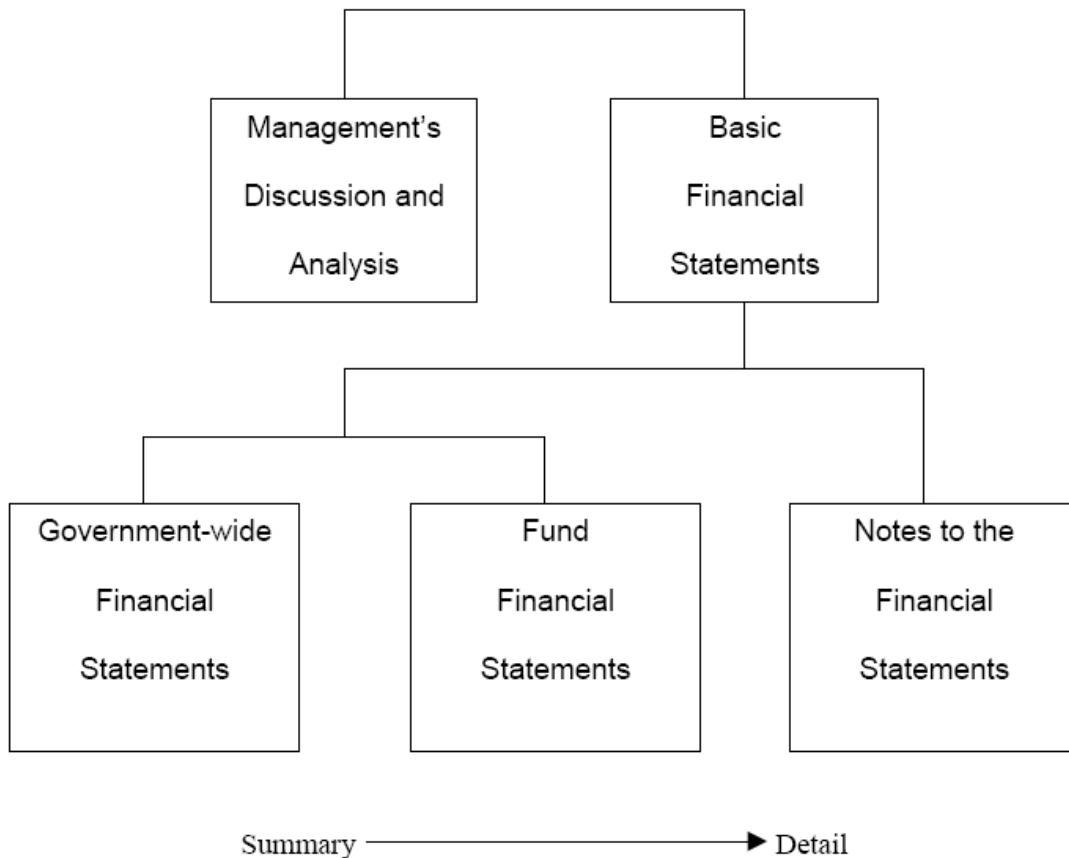 Management’s
Discussion and
Analysis
Basic
Financial
Statements
Government-wide
Financial
Statements
Fund
Financial
Statements
Notes to the
Financial
Statements
Summary
Detail